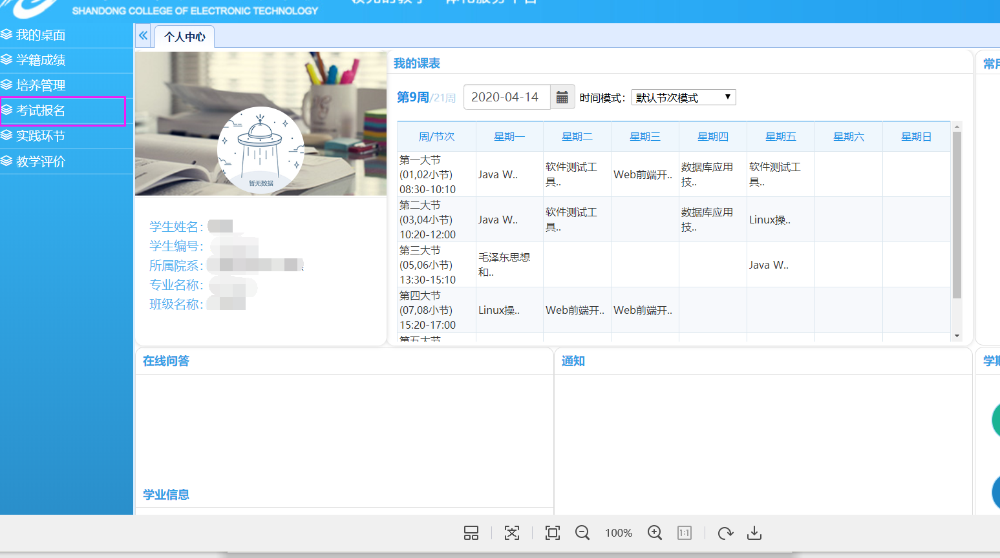 SHANDONG COLLEGE OF ELECTRONIC TECHNOLOGY
我的桌面
学籍成绩
培养管理
考试报名
实践环节
教学评价
个人中心
暂无数据
学生姓名：
学生编号：
所属院系：
专业名称：
班级名称：
我的课表
第9周/21周 2020-04-14 时间模式： 默认节次模式
周/节次 星期一 星期二 星期三 星期四 星期五 星期六 星期日
第一大节
(01,02小节)
08:30-10:10
Java W..
软件测试工
具..
Web前端开..
数据库应用
技..
软件测试工
具..
第二大节
(03,04小节)
10:20-12:00
Java W..
软件测试工
具..
数据库应用
技..
Linux操..
第三大节
(05,06小节)
13:30-15:10
毛泽东思想
和..
Java W..
第四大节
(07,08小节)
15:20-17:00
Linux操..
Web前端开..
Web前端开..
第五大节
在线问答
通知
学业信息
100%
1:1